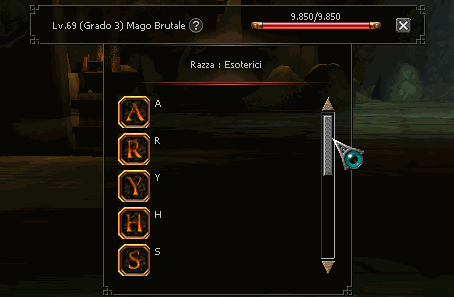 9.850/9.850
Lv.69 (Grado 3) Mago Brutale ?
Razza : Esoterici
A A
R R
Y Y
H H
S S